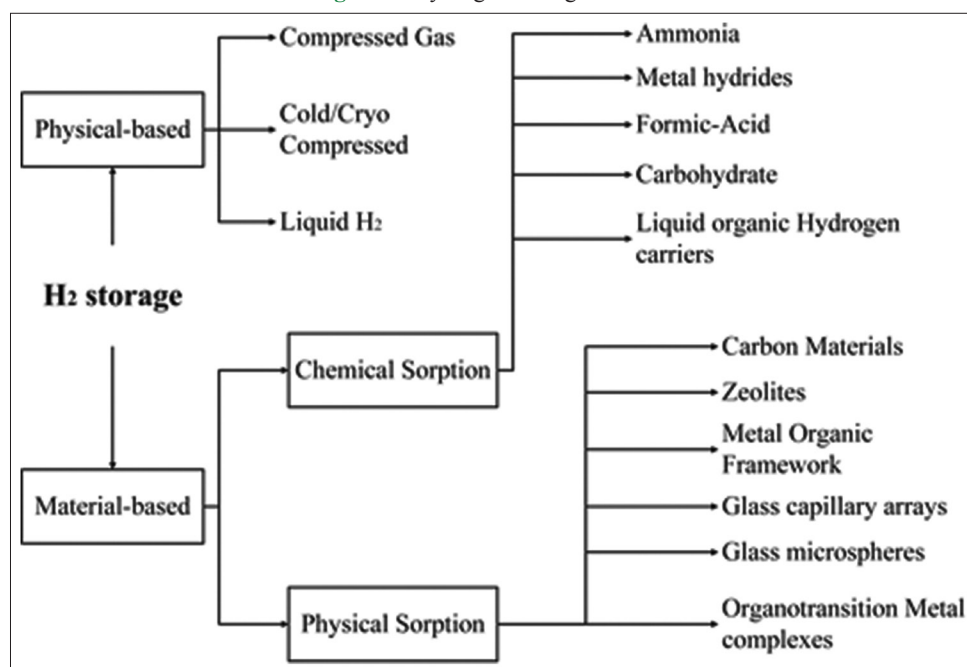 Compressed Gas
Physical-based
Cold/Cryo
Compressed
Liquid H2
H2 storage
Material-based
Chemical Sorption
Ammonia
Metal hydrides
Formic-Acid
Carbohydrate
Liquid organic Hydrogen
carriers
Physical Sorption
Carbon Materials
Zeolites
Metal Organic
Framework
Glass capillary arrays
Glass microspheres
Organotransition Metal
complexes